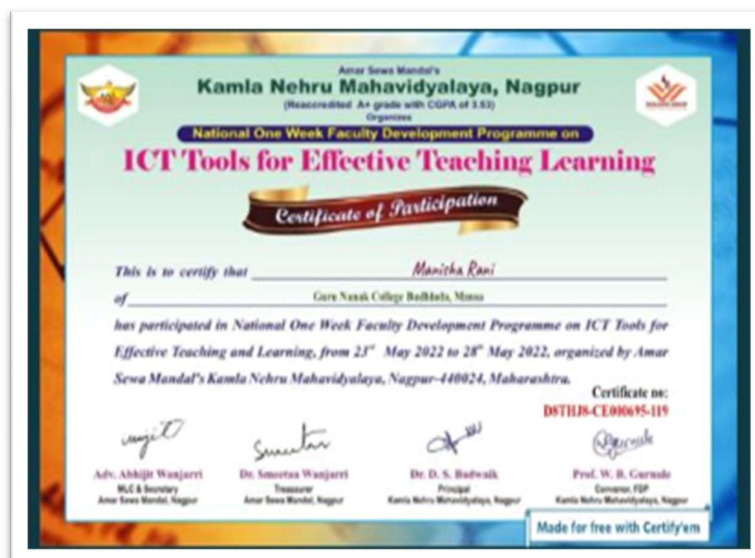 Amar Sewa Mandal's
Kamla Nehru Mahavidyalaya, Nagpur
(Reaccredited A+ grade with CGPA of 3.53)
Organizes
National One Week Faculty Development Programme on
ICT Tools for Effective Teaching Learning
Certificate of Participation
This is to certify that Manisha Rani
of Guru Nanak College Budhlada, Mansa
has participated in National One Week Faculty Development Programme on ICT Tools for
Effective Teaching and Learning, from 23rd May 2022 to 28th May 2022, organized by Amar
Sewa Mandal's Kamla Nehru Mahavidyalaya, Nagpur-440024, Maharashtra.
Certificate no:
D8THJ8-CE000695-119
Adv. Abhijit Wanjarri Dr. Smeetaa Wanjarri Dr. D. S. Badwaik Prof. W. B. Gurnule
MLC & Secretary Treasurer Principal Convenor, FDP
Amar Sewa Mandal, Nagpur Amar Sewa Mandal, Nagpur Kamla Nehru Mahavidyalaya, Nagpur Kamla Nehru Mahavidyalaya, Nagpur
Made for free with Certify'em